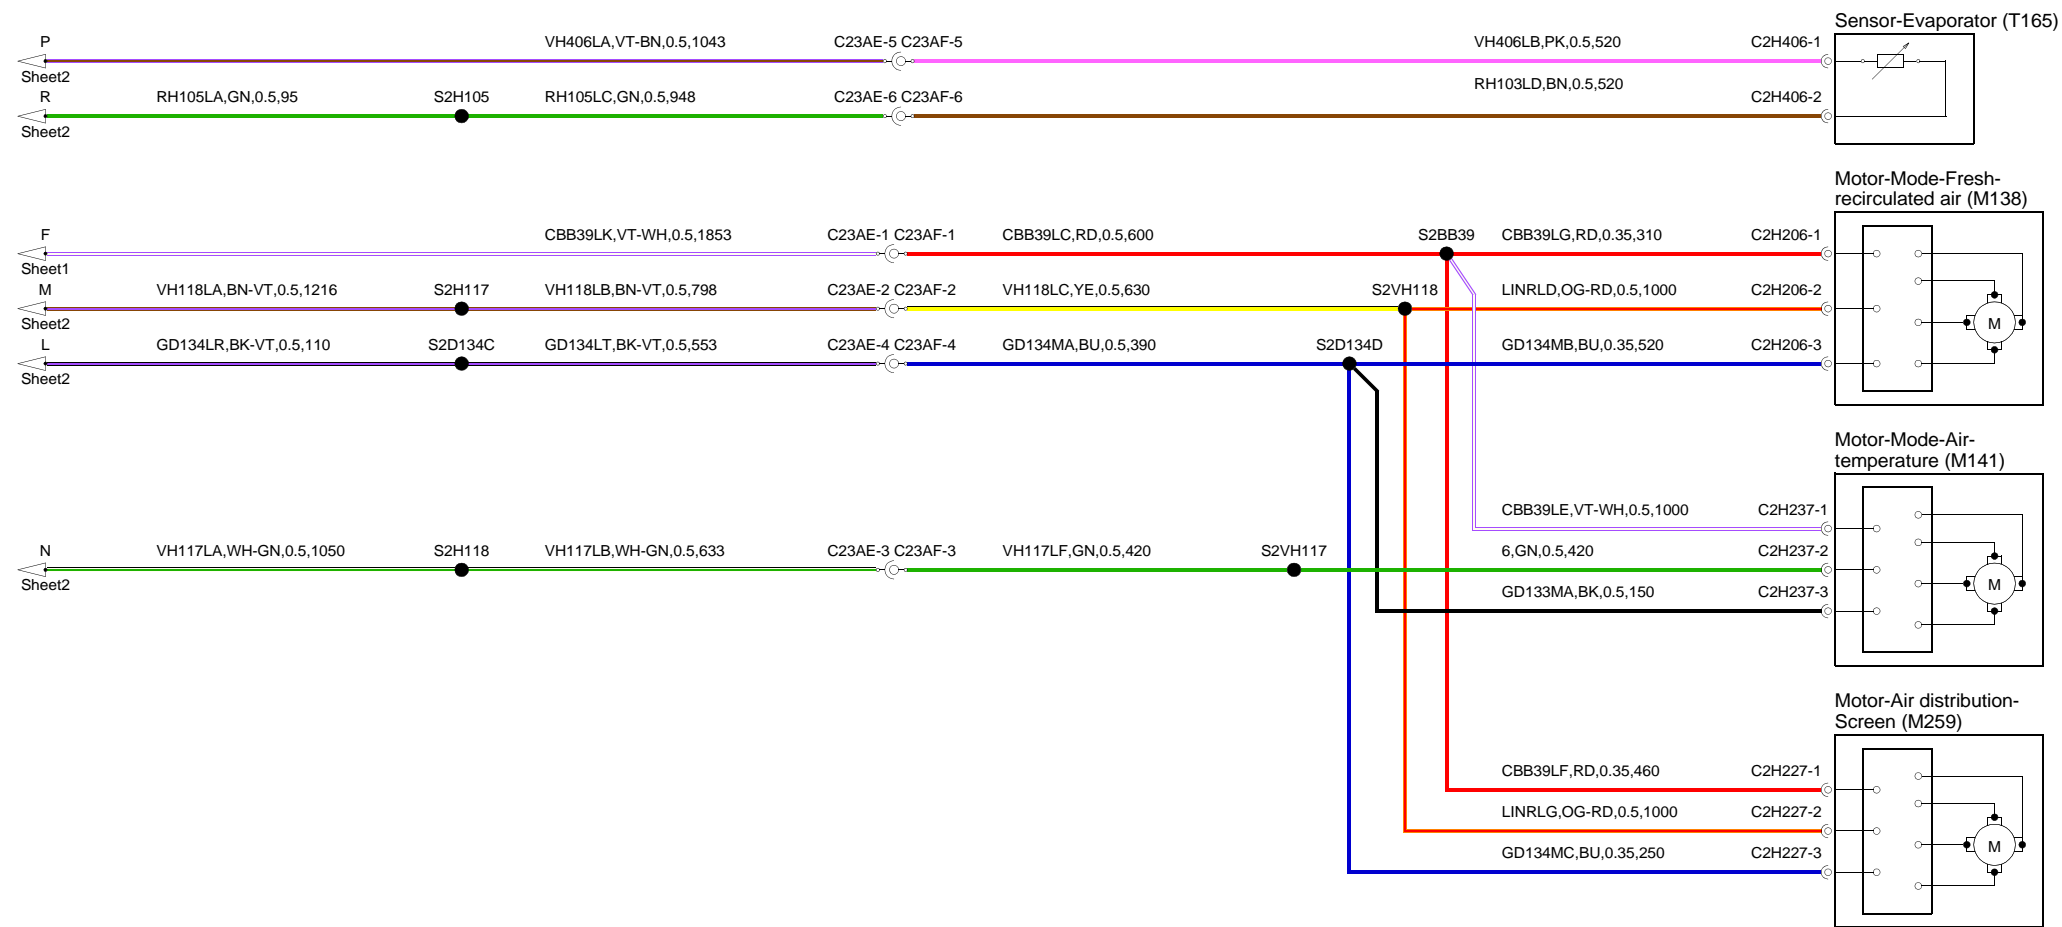 Sensor-Evaporator (T165)
P VH406LA,VT-BN,0.5,1043 C23AE-5 C23AF-5 VH406LB,PK,0.5,520 C2H406-1
Sheet2
RH103LD,BN,0.5,520
R RH105LA,GN,0.5,95 S2H105 RH105LC,GN,0.5,948 C23AE-6 C23AF-6 C2H406-2
Sheet2
Motor-Mode-Fresh-
recirculated air (M138)
F CBB39LK,VT-WH,0.5,1853 C23AE-1 C23AF-1 CBB39LC,RD,0.5,600 S2BB39 CBB39LG,RD,0.35,310 C2H206-1
Sheet1
M VH118LA,BN-VT,0.5,1216 S2H117 VH118LB,BN-VT,0.5,798 C23AE-2 C23AF-2 VH118LC,YE,0.5,630 S2VH118 LINRLD,OG-RD,0.5,1000 C2H206-2
Sheet2
M
L GD134LR,BK-VT,0.5,110 S2D134C GD134LT,BK-VT,0.5,553 C23AE-4 C23AF-4 GD134MA,BU,0.5,390 S2D134D GD134MB,BU,0.35,520 C2H206-3
Sheet2
Motor-Mode-Air-
temperature (M141)
CBB39LE,VT-WH,0.5,1000 C2H237-1
N VH117LA,WH-GN,0.5,1050 S2H118 VH117LB,WH-GN,0.5,633 C23AE-3 C23AF-3 VH117LF,GN,0.5,420 S2VH117 6,GN,0.5,420 C2H237-2
Sheet2
M
GD133MA,BK,0.5,150 C2H237-3
Motor-Air distribution-
Screen (M259)
CBB39LF,RD,0.35,460 C2H227-1
LINRLG,OG-RD,0.5,1000 C2H227-2
M
GD134MC,BU,0.35,250 C2H227-3